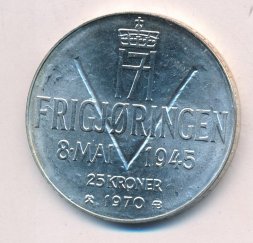 H7
FRIGJØRINGEN
8·MAI 1945
25 KRONER
1970